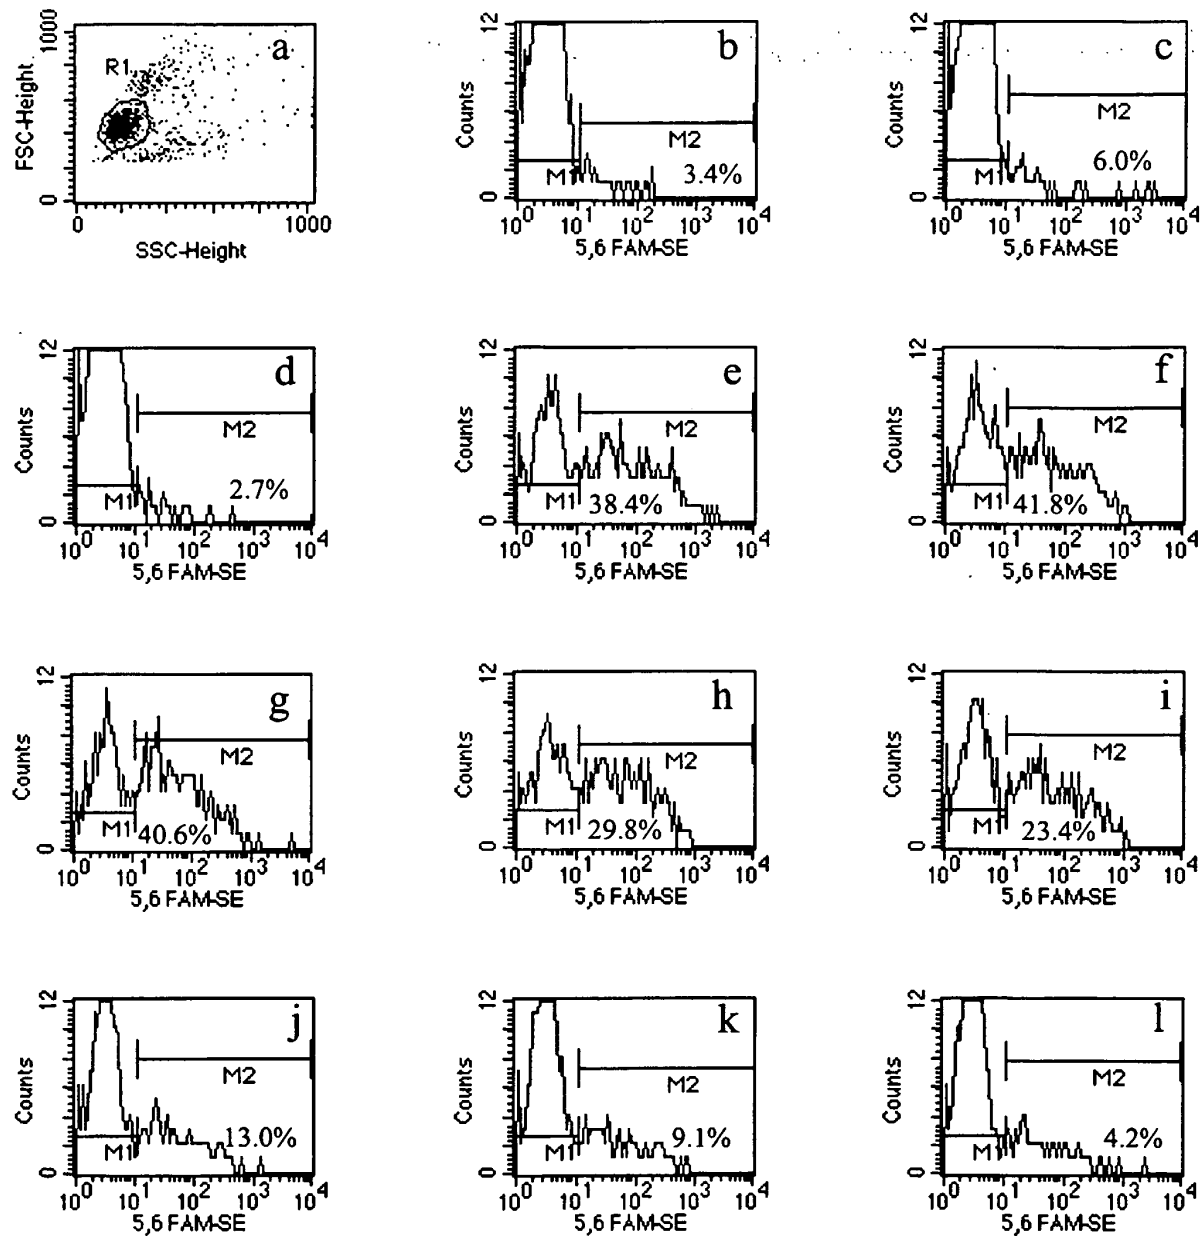 1000
FSC-Height
0
R1
a
0
1000
SSC-Height
12
Counts
0
b
M2
3.4%
M1
10^0 10^1 10^2 10^3 10^4
5,6 FAM-SE
12
Counts
0
c
M2
6.0%
M1
10^0 10^1 10^2 10^3 10^4
5,6 FAM-SE
12
Counts
0
d
M2
2.7%
M1
10^0 10^1 10^2 10^3 10^4
5,6 FAM-SE
12
Counts
0
e
M2
M1
38.4%
10^0 10^1 10^2 10^3 10^4
5,6 FAM-SE
12
Counts
0
f
M2
M1
41.8%
10^0 10^1 10^2 10^3 10^4
5,6 FAM-SE
12
Counts
0
g
M2
M1
40.6%
10^0 10^1 10^2 10^3 10^4
5,6 FAM-SE
12
Counts
0
h
M2
M1
29.8%
10^0 10^1 10^2 10^3 10^4
5,6 FAM-SE
12
Counts
0
i
M2
M1
23.4%
10^0 10^1 10^2 10^3 10^4
5,6 FAM-SE
12
Counts
0
j
M2
M1
13.0%
10^0 10^1 10^2 10^3 10^4
5,6 FAM-SE
12
Counts
0
k
M2
M1
9.1%
10^0 10^1 10^2 10^3 10^4
5,6 FAM-SE
12
Counts
0
l
M2
M1
4.2%
10^0 10^1 10^2 10^3 10^4
5,6 FAM-SE